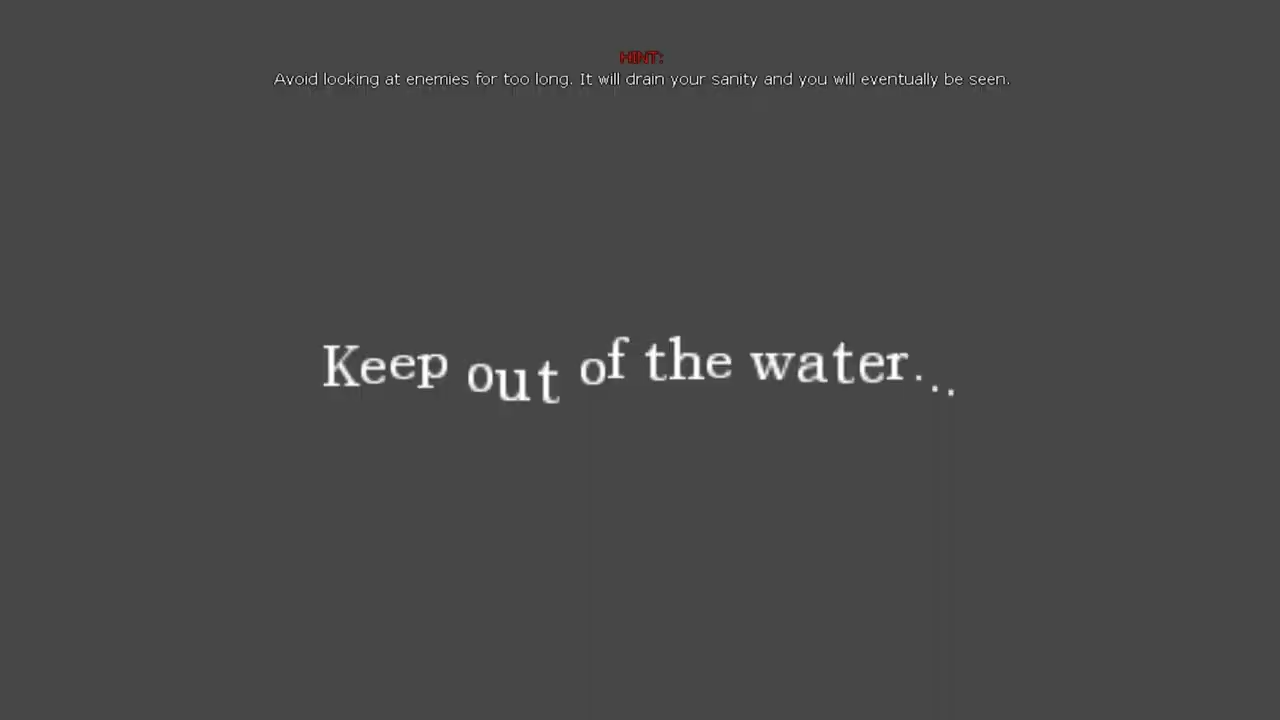 HINT:
Avoid looking at enemies for too long. It will drain your sanity and you will eventually be seen.
Keep out of the water...